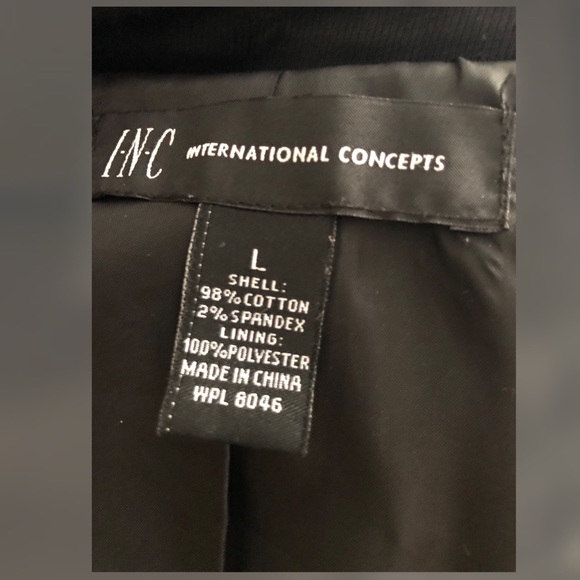 I·N·C INTERNATIONAL CONCEPTS
L
SHELL:
98% COTTON
2% SPANDEX
LINING:
100% POLYESTER
MADE IN CHINA
WPL 8046